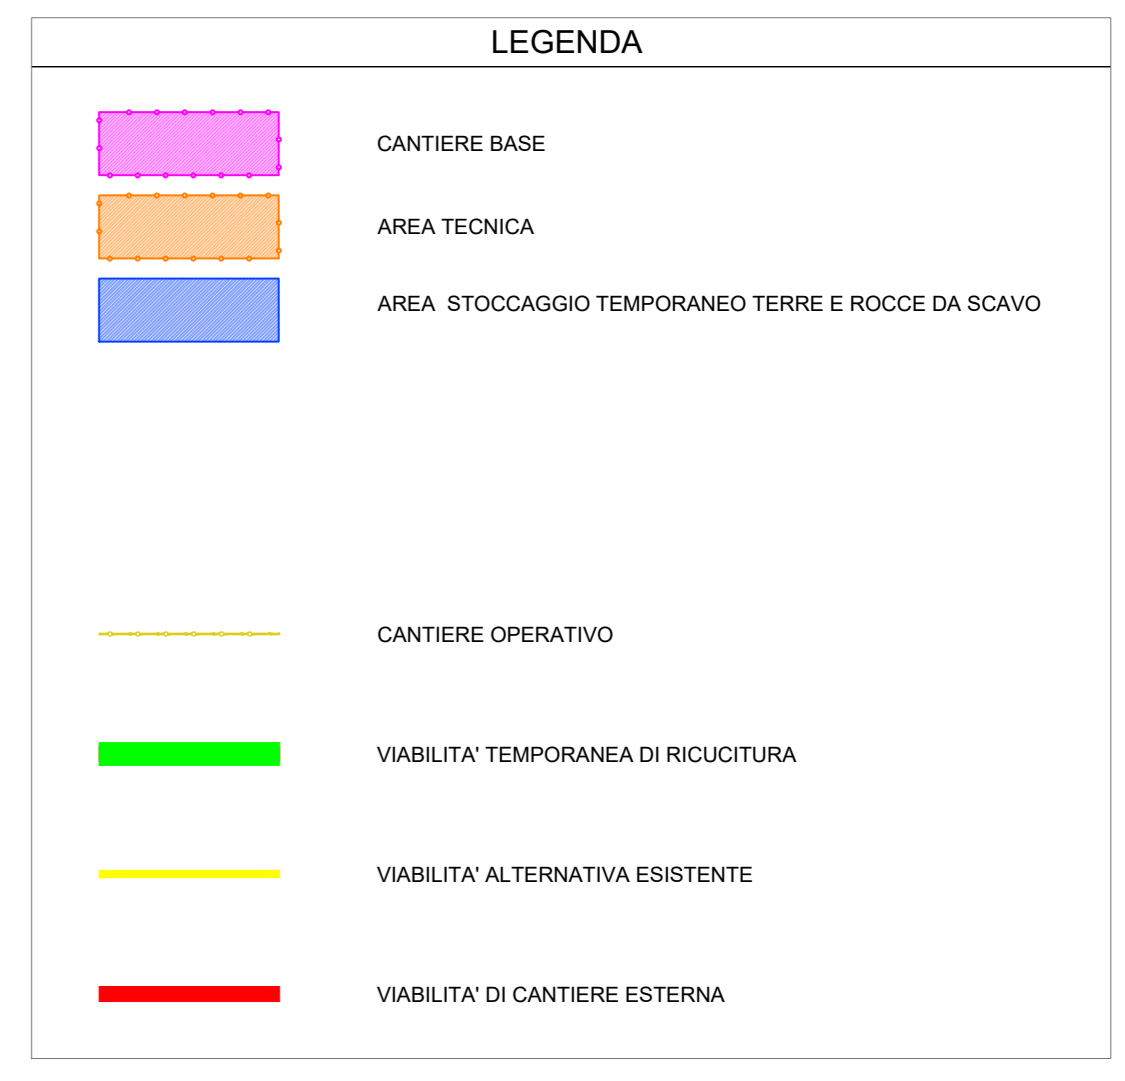 LEGENDA
CANTIERE BASE
AREA TECNICA
AREA  STOCCAGGIO TEMPORANEO TERRE E ROCCE DA SCAVO
CANTIERE OPERATIVO
VIABILITA' TEMPORANEA DI RICUCITURA
VIABILITA' ALTERNATIVA ESISTENTE
VIABILITA' DI CANTIERE ESTERNA